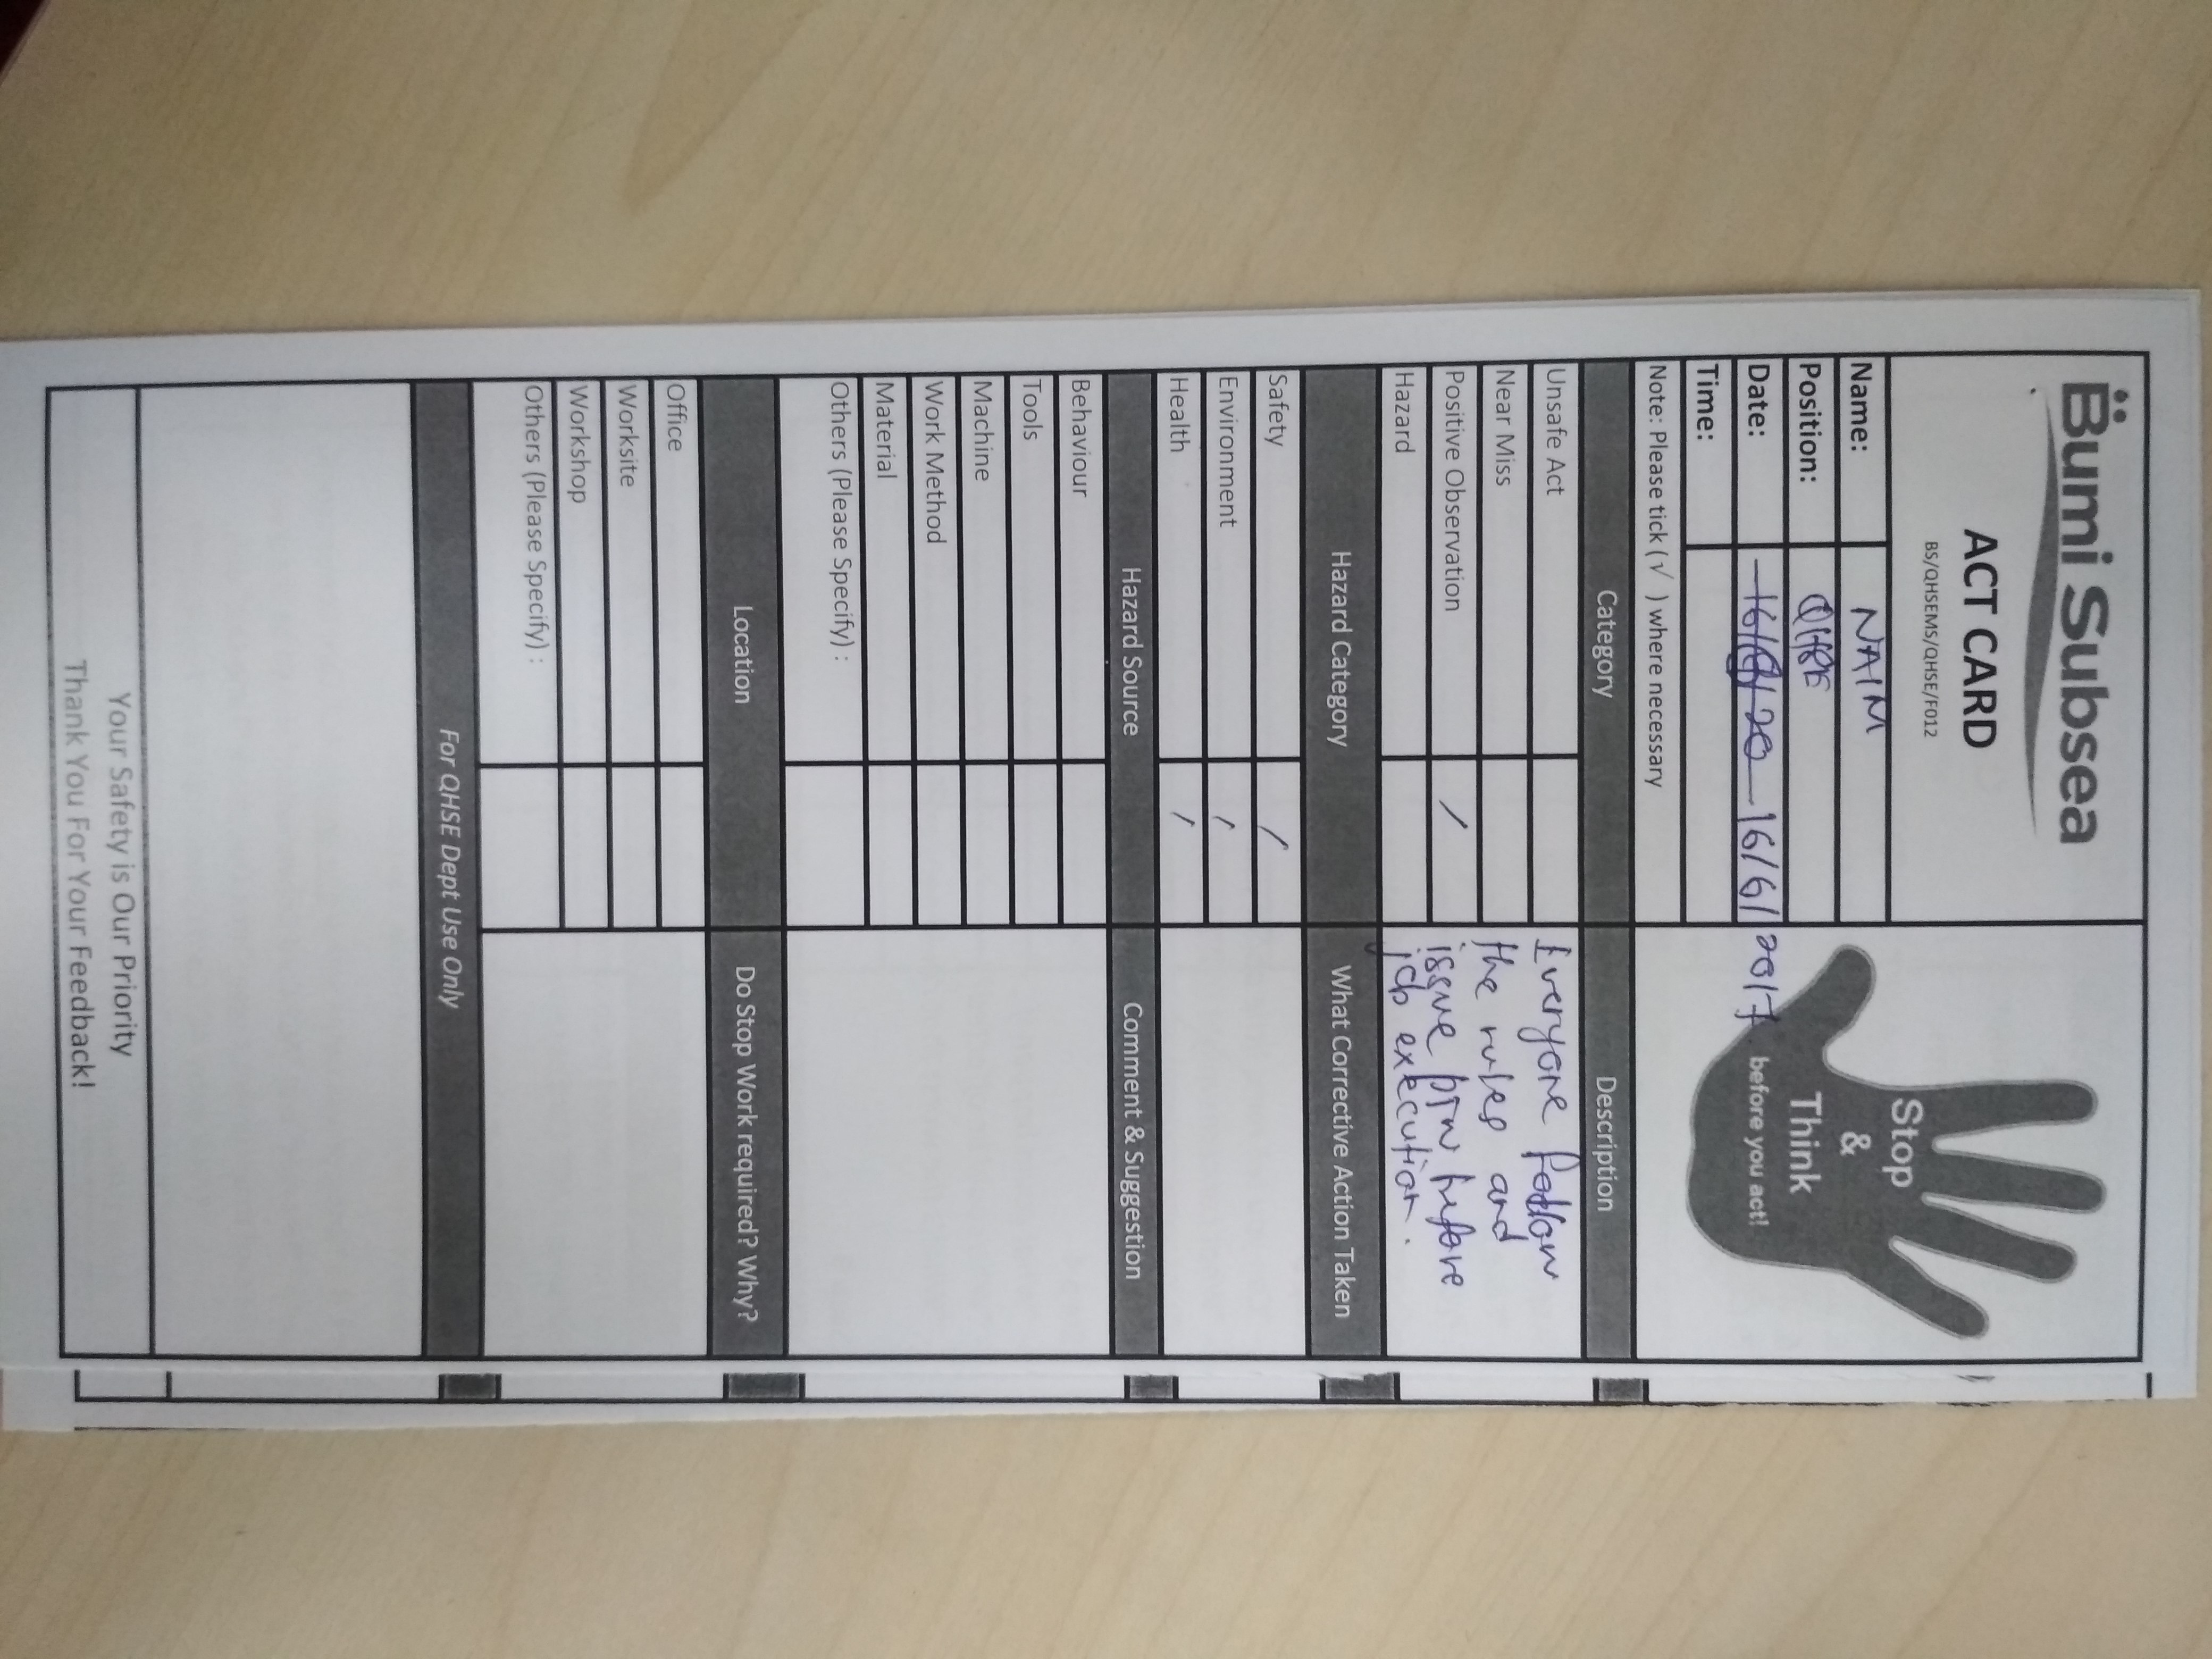 Bumi Subsea
ACT CARD
BS/QHSEMS/QHSE/F012
Stop
&
Think
before you act!
Name: NAIM
Position: QHSE
Date: 16/6/2017
Time:
Note: Please tick (√ ) where necessary
Category
Description
Unsafe Act
Near Miss
Positive Observation /
Hazard
Everyone follow
the rules and
issue PTW before
job execution.
Hazard Category
What Corrective Action Taken
Safety /
Environment /
Health /
Hazard Source
Comment & Suggestion
Behaviour
Tools
Machine
Work Method
Material
Others (Please Specify) :
Location
Do Stop Work required? Why?
Office
Worksite
Workshop
Others (Please Specify) :
For QHSE Dept Use Only
Your Safety is Our Priority
Thank You For Your Feedback!